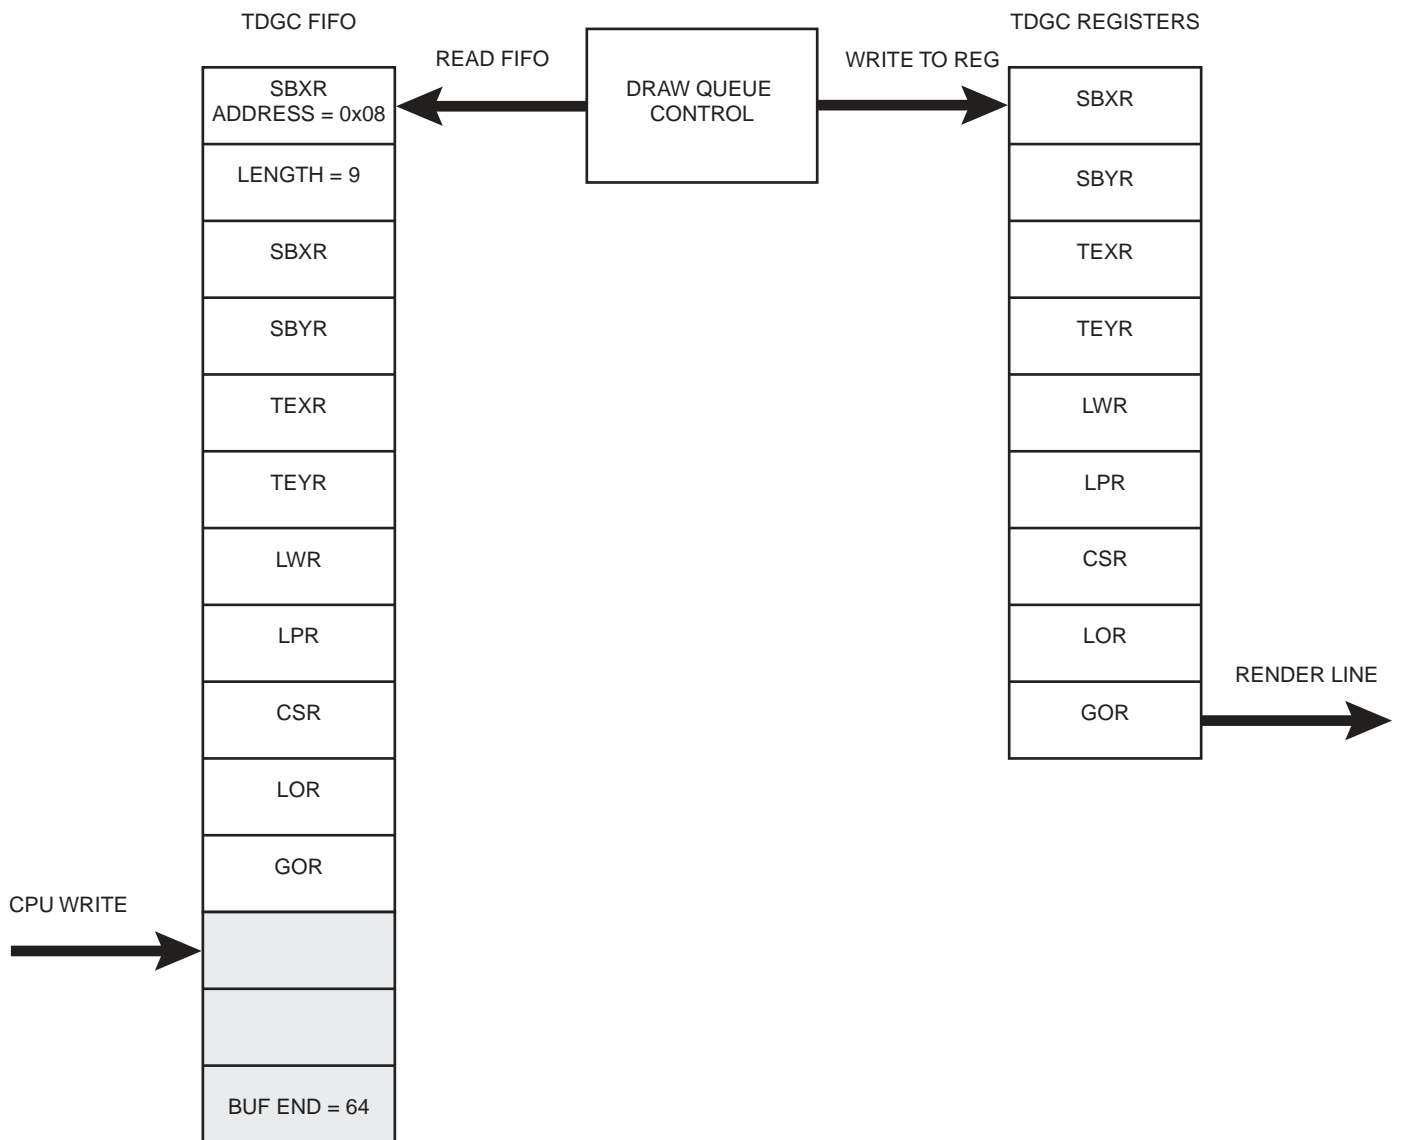 TDGC FIFO
TDGC REGISTERS
READ FIFO
WRITE TO REG
DRAW QUEUE
CONTROL
SBXR
ADDRESS = 0x08
LENGTH = 9
SBXR
SBYR
TEXR
TEYR
LWR
LPR
CSR
LOR
GOR
BUF END = 64
CPU WRITE
SBXR
SBYR
TEXR
TEYR
LWR
LPR
CSR
LOR
GOR
RENDER LINE